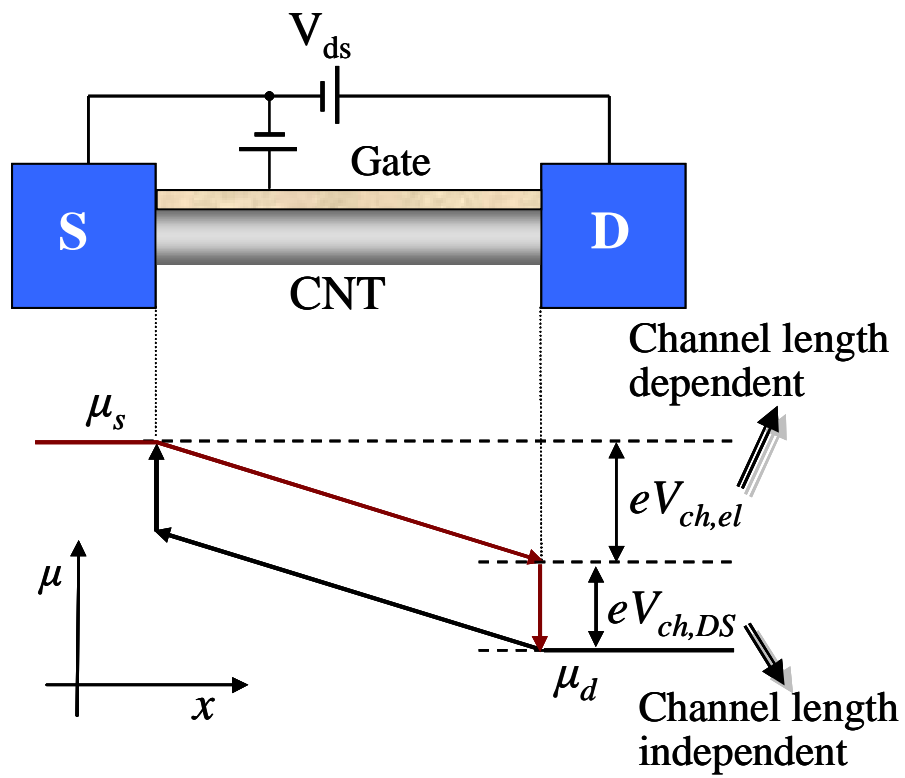 V_ds
Gate
S
D
CNT
Channel length
dependent
μ_s
eV_ch,el
μ
eV_ch,DS
μ_d
x
Channel length
independent